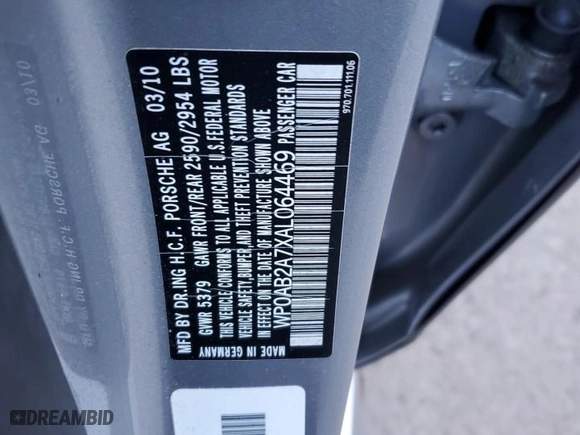 MFD BY DR.ING H.C.F. PORSCHE AG 03/10
GVWR 5379 GAWR FRONT/REAR 2590/2954 LBS
THIS VEHICLE CONFORMS TO ALL APPLICABLE U.S.FEDERAL MOTOR
VEHICLE SAFETY,BUMPER,AND THEFT PREVENTION STANDARDS
IN EFFECT ON THE DATE OF MANUFACTURE SHOWN ABOVE
WP0AB2A7XAL064469 PASSENGER CAR
MADE IN GERMANY
970.701.111.06
DREAMBID